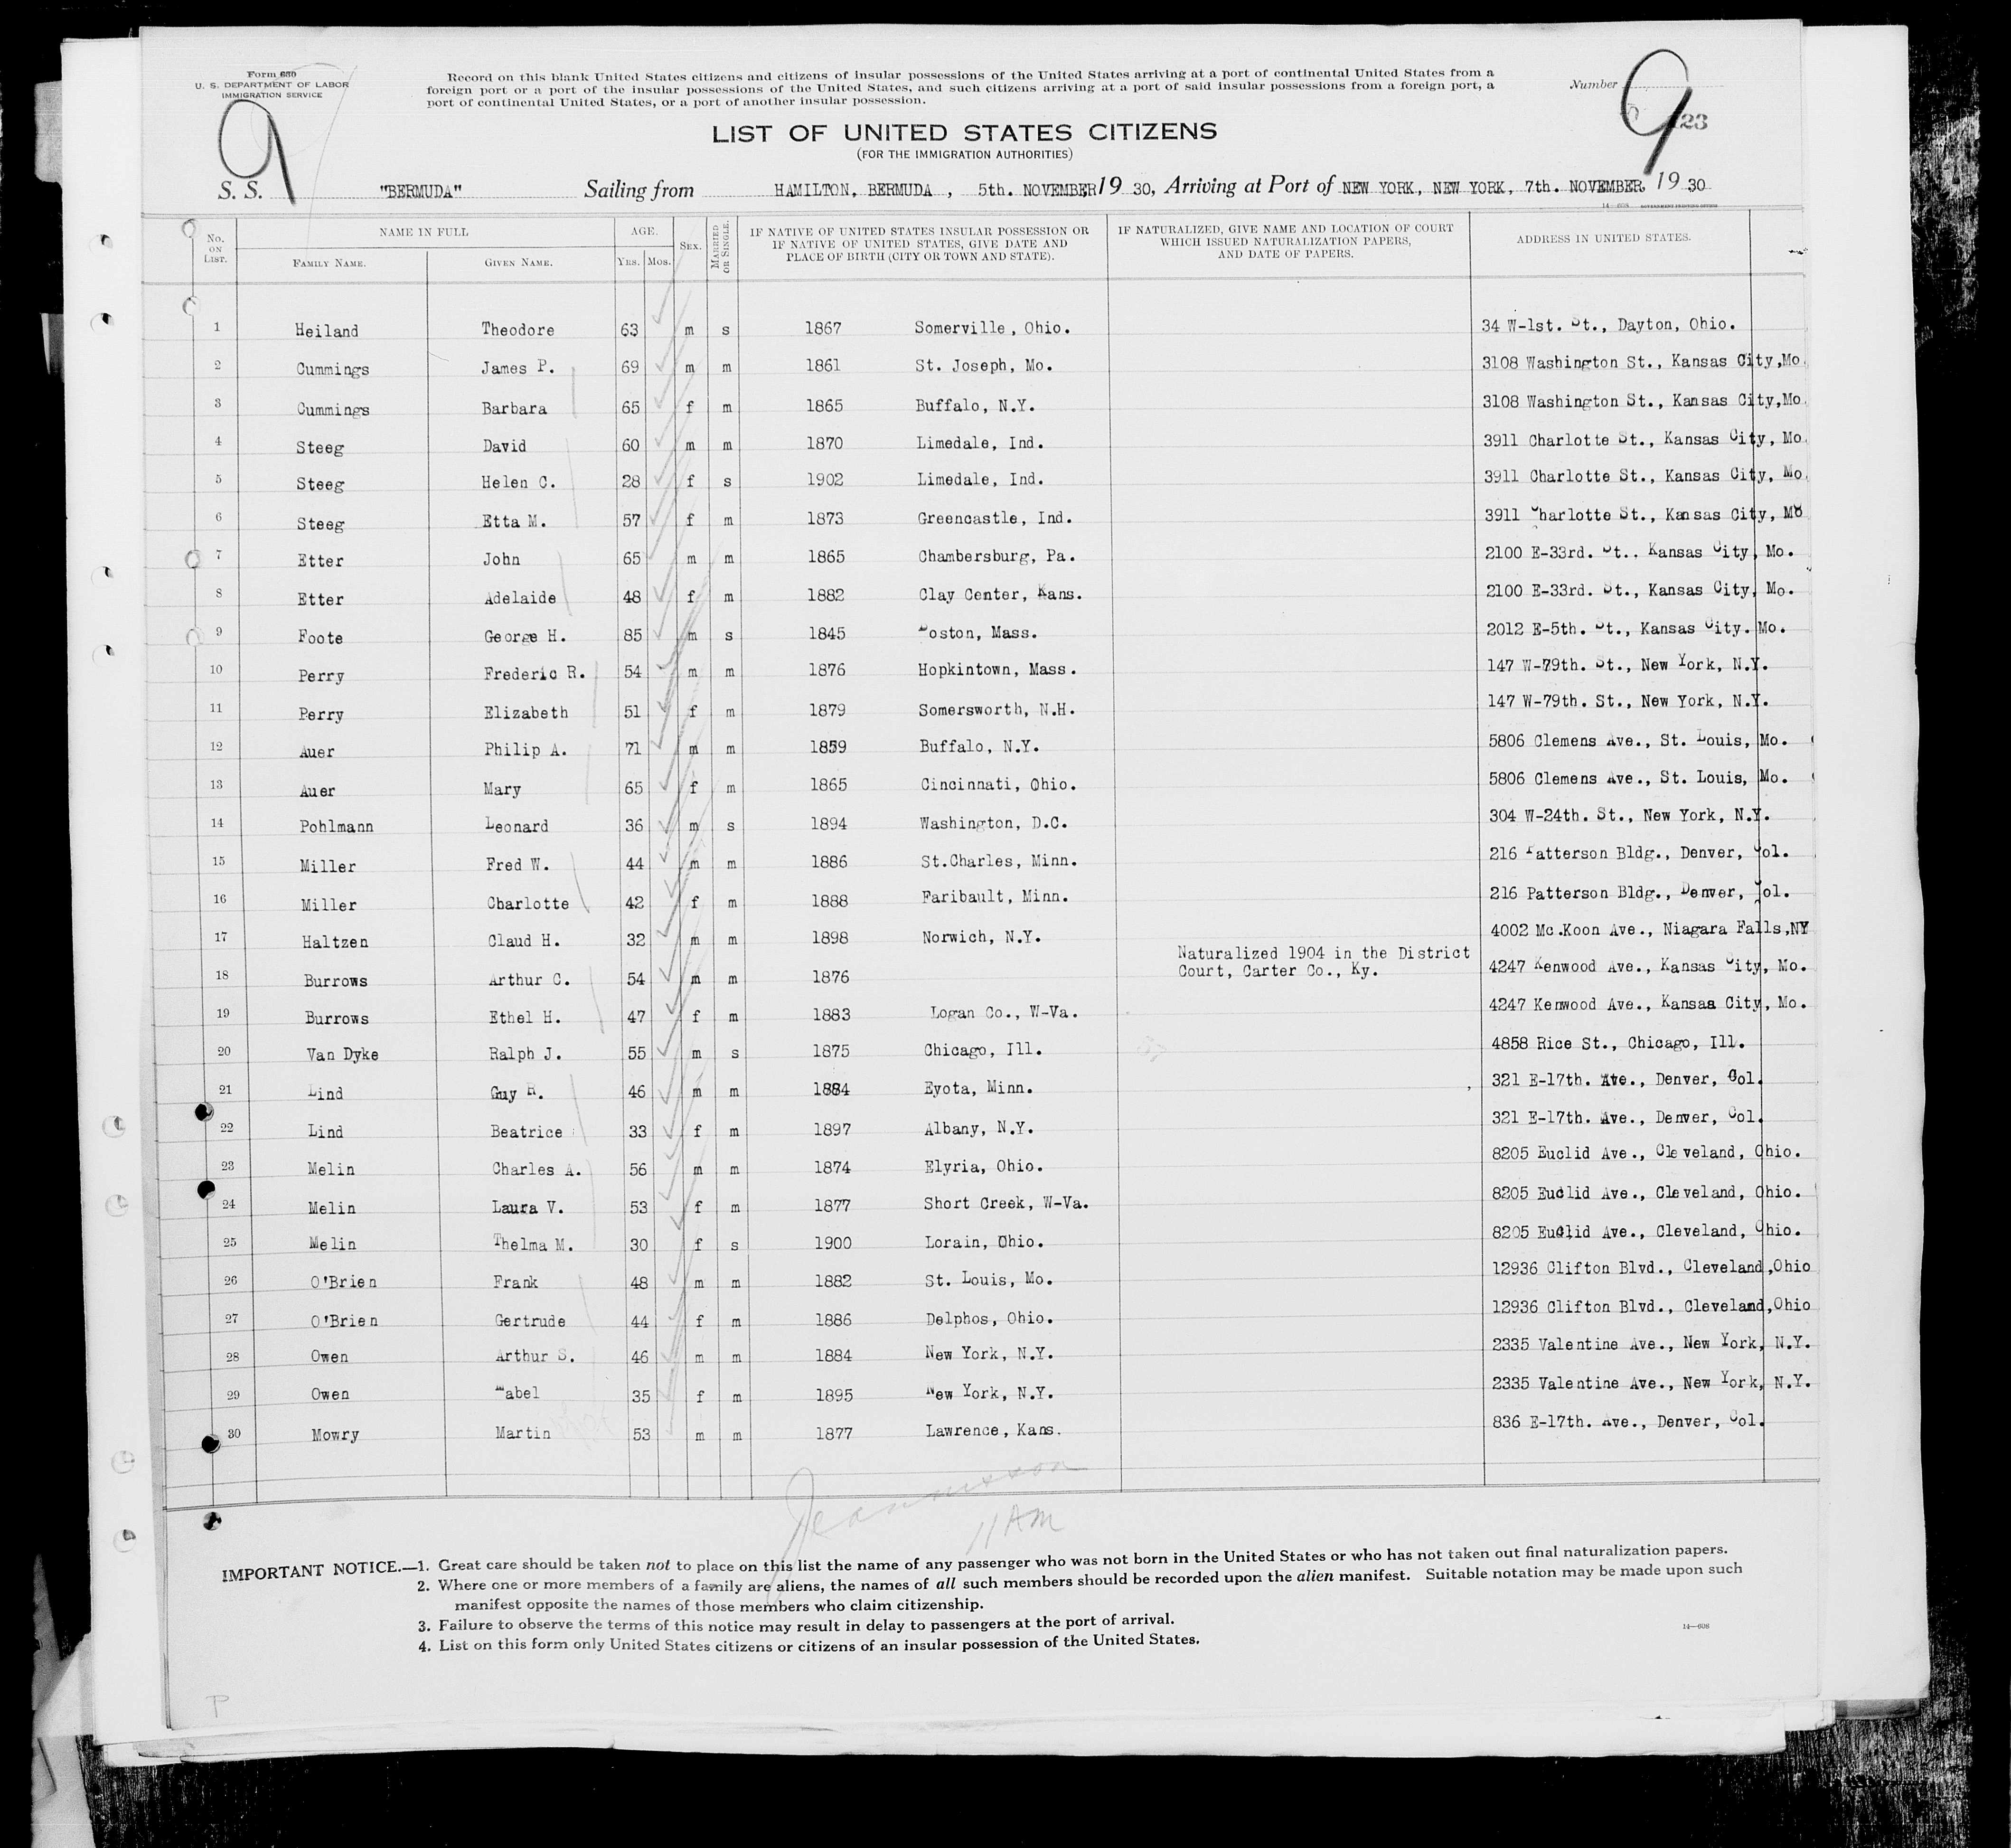 Form 630
U. S. DEPARTMENT OF LABOR
IMMIGRATION SERVICE
Record on this blank United States citizens and citizens of insular possessions of the United States arriving at a port of continental United States from a
foreign port or a port of the insular possessions of the United States, and such citizens arriving at a port of said insular possessions from a foreign port, a
port of continental United States, or a port of another insular possession.
Number
9
9
123
LIST OF UNITED STATES CITIZENS
(FOR THE IMMIGRATION AUTHORITIES)
S. S. "BERMUDA" Sailing from HAMILTON, BERMUDA , 5th. NOVEMBER 19 30, Arriving at Port of NEW YORK, NEW YORK, 7th. NOVEMBER, 19 30
14—608 GOVERNMENT PRINTING OFFICE
No. ON LIST. NAME IN FULL FAMILY NAME. GIVEN NAME. AGE. YRS. MOS. SEX. MARRIED OR SINGLE. IF NATIVE OF UNITED STATES INSULAR POSSESSION OR IF NATIVE OF UNITED STATES, GIVE DATE AND PLACE OF BIRTH (CITY OR TOWN AND STATE). IF NATURALIZED, GIVE NAME AND LOCATION OF COURT WHICH ISSUED NATURALIZATION PAPERS, AND DATE OF PAPERS. ADDRESS IN UNITED STATES.
1 Heiland Theodore 63 m s 1867 Somerville, Ohio. 34 W-1st. St., Dayton, Ohio.
2 Cummings James P. 69 m m 1861 St. Joseph, Mo. 3108 Washington St., Kansas City,Mo.
3 Cummings Barbara 65 f m 1865 Buffalo, N.Y. 3108 Washington St., Kansas City,Mo.
4 Steeg David 60 m m 1870 Limedale, Ind. 3911 Charlotte St., Kansas City, Mo.
5 Steeg Helen C. 28 f s 1902 Limedale, Ind. 3911 Charlotte St., Kansas City, Mo.
6 Steeg Etta M. 57 f m 1873 Greencastle, Ind. 3911 Charlotte St., Kansas City, Mo
7 Etter John 65 m m 1865 Chambersburg, Pa. 2100 E-33rd. St.. Kansas City, Mo.
8 Etter Adelaide 48 f m 1882 Clay Center, Kans. 2100 E-33rd. St., Kansas City, Mo.
9 Foote George H. 85 m s 1845 Boston, Mass. 2012 E-5th. St., Kansas City. Mo.
10 Perry Frederic R. 54 m m 1876 Hopkintown, Mass. 147 W-79th. St., New York, N.Y.
11 Perry Elizabeth 51 f m 1879 Somersworth, N.H. 147 W-79th. St., New York, N.Y.
12 Auer Philip A. 71 m m 1859 Buffalo, N.Y. 5806 Clemens Ave., St. Louis, Mo.
13 Auer Mary 65 f m 1865 Cincinnati, Ohio. 5806 Clemens Ave., St. Louis, Mo.
14 Pohlmann Leonard 36 m s 1894 Washington, D.C. 304 W-24th. St., New York, N.Y.
15 Miller Fred W. 44 m m 1886 St.Charles, Minn. 216 Patterson Bldg., Denver, Col.
16 Miller Charlotte 42 f m 1888 Faribault, Minn. 216 Patterson Bldg., Denver, Col.
17 Haltzen Claud H. 32 m m 1898 Norwich, N.Y. 4002 Mc.Koon Ave., Niagara Falls,NY
18 Burrows Arthur C. 54 m m 1876 Naturalized 1904 in the District Court, Carter Co., Ky. 4247 Kenwood Ave., Kansas City, Mo.
19 Burrows Ethel H. 47 f m 1883 Logan Co., W-Va. 4247 Kenwood Ave., Kansas City, Mo.
20 Van Dyke Ralph J. 55 m s 1875 Chicago, Ill. 4858 Rice St., Chicago, Ill.
21 Lind Guy R. 46 m m 1884 Eyota, Minn. 321 E-17th. Ave., Denver, Col.
22 Lind Beatrice 33 f m 1897 Albany, N.Y. 321 E-17th. Ave., Denver, Col.
23 Melin Charles A. 56 m m 1874 Elyria, Ohio. 8205 Euclid Ave., Cleveland, Ohio.
24 Melin Laura V. 53 f m 1877 Short Creek, W-Va. 8205 Euclid Ave., Cleveland, Ohio.
25 Melin Thelma M. 30 f s 1900 Lorain, Ohio. 8205 Euclid Ave., Cleveland, Ohio.
26 O'Brien Frank 48 m m 1882 St. Louis, Mo. 12936 Clifton Blvd., Cleveland,Ohio
27 O'Brien Gertrude 44 f m 1886 Delphos, Ohio. 12936 Clifton Blvd., Cleveland,Ohio
28 Owen Arthur S. 46 m m 1884 New York, N.Y. 2335 Valentine Ave., New York, N.Y.
29 Owen Mabel 35 f m 1895 New York, N.Y. 2335 Valentine Ave., New York, N.Y.
30 Mowry Martin 53 m m 1877 Lawrence, Kans. 836 E-17th. Ave., Denver, Col.
11 AM
IMPORTANT NOTICE.—1. Great care should be taken not to place on this list the name of any passenger who was not born in the United States or who has not taken out final naturalization papers.
2. Where one or more members of a family are aliens, the names of all such members should be recorded upon the alien manifest. Suitable notation may be made upon such
manifest opposite the names of those members who claim citizenship.
3. Failure to observe the terms of this notice may result in delay to passengers at the port of arrival.
4. List on this form only United States citizens or citizens of an insular possession of the United States.
14—608
P